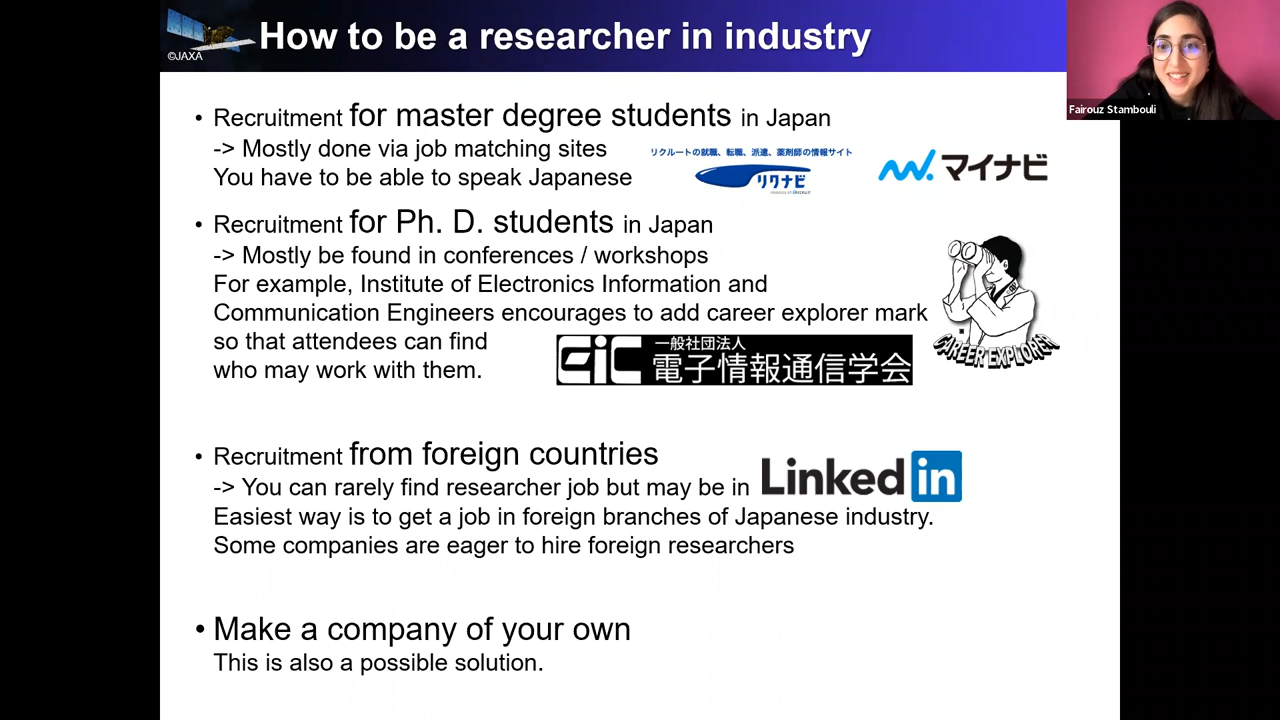 How to be a researcher in industry
©JAXA
Fairouz Stambouli
• Recruitment for master degree students in Japan
-> Mostly done via job matching sites
You have to be able to speak Japanese
リクルートの就職、転職、派遣、薬剤師の情報サイト
リクナビ
POWERED BY RECRUIT
マイナビ
• Recruitment for Ph. D. students in Japan
-> Mostly be found in conferences / workshops
For example, Institute of Electronics Information and
Communication Engineers encourages to add career explorer mark
so that attendees can find
who may work with them.
EiC
一般社団法人
電子情報通信学会
CAREER EXPLORER
• Recruitment from foreign countries
-> You can rarely find researcher job but may be in
LinkedIn
Easiest way is to get a job in foreign branches of Japanese industry.
Some companies are eager to hire foreign researchers
• Make a company of your own
This is also a possible solution.